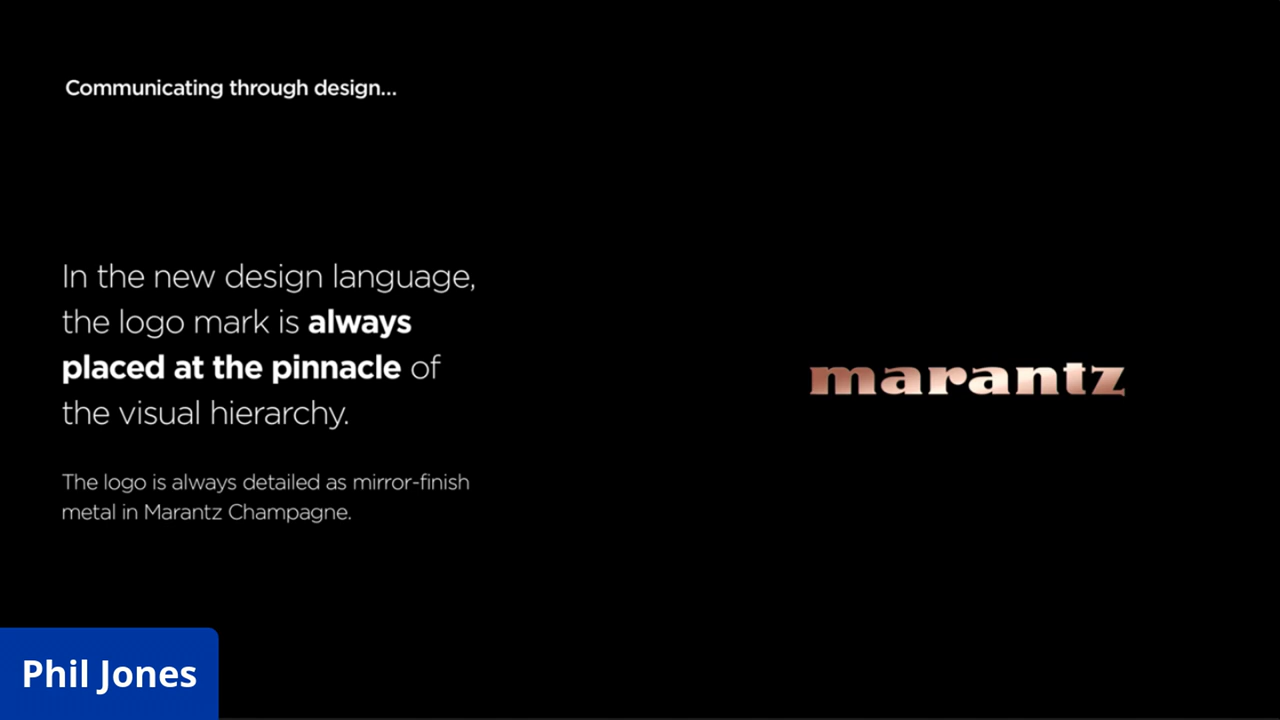 Communicating through design...
In the new design language,
the logo mark is always
placed at the pinnacle of
the visual hierarchy.
The logo is always detailed as mirror-finish
metal in Marantz Champagne.
marantz
Phil Jones